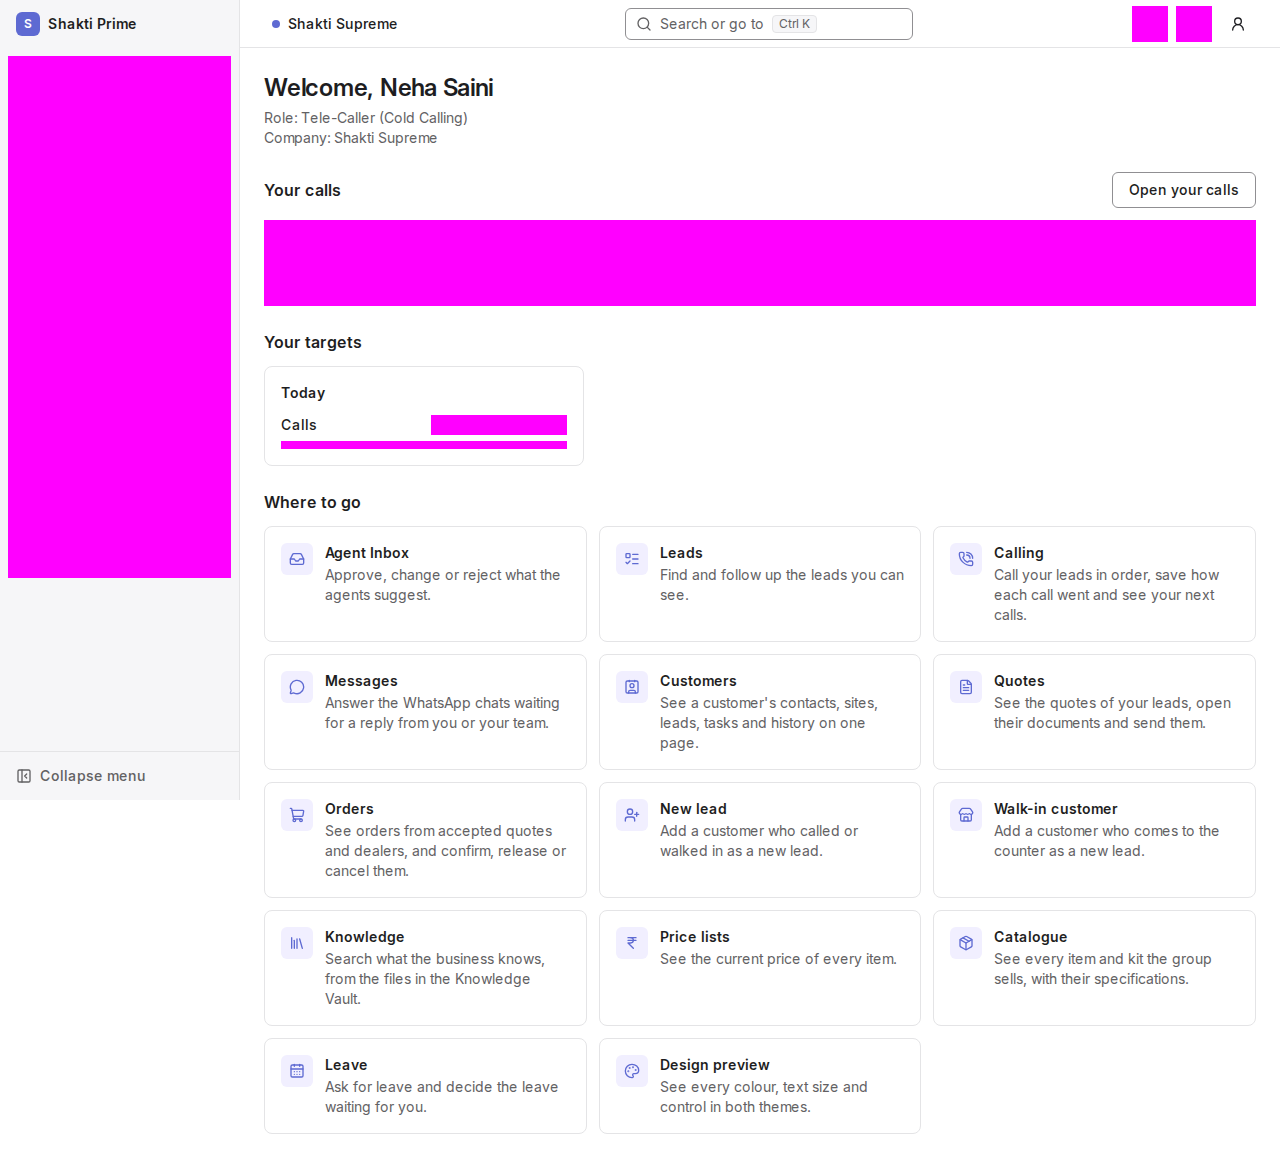 S Shakti Prime
Shakti Supreme
Search or go to Ctrl K
Welcome, Neha Saini
Role: Tele-Caller (Cold Calling)
Company: Shakti Supreme
Your calls
Open your calls
Your targets
Today
Calls
Where to go
Agent Inbox
Approve, change or reject what the
agents suggest.
Leads
Find and follow up the leads you can
see.
Calling
Call your leads in order, save how
each call went and see your next
calls.
Messages
Answer the WhatsApp chats waiting
for a reply from you or your team.
Customers
See a customer's contacts, sites,
leads, tasks and history on one
page.
Quotes
See the quotes of your leads, open
their documents and send them.
Collapse menu
Orders
See orders from accepted quotes
and dealers, and confirm, release or
cancel them.
New lead
Add a customer who called or
walked in as a new lead.
Walk-in customer
Add a customer who comes to the
counter as a new lead.
Knowledge
Search what the business knows,
from the files in the Knowledge
Vault.
Price lists
See the current price of every item.
Catalogue
See every item and kit the group
sells, with their specifications.
Leave
Ask for leave and decide the leave
waiting for you.
Design preview
See every colour, text size and
control in both themes.